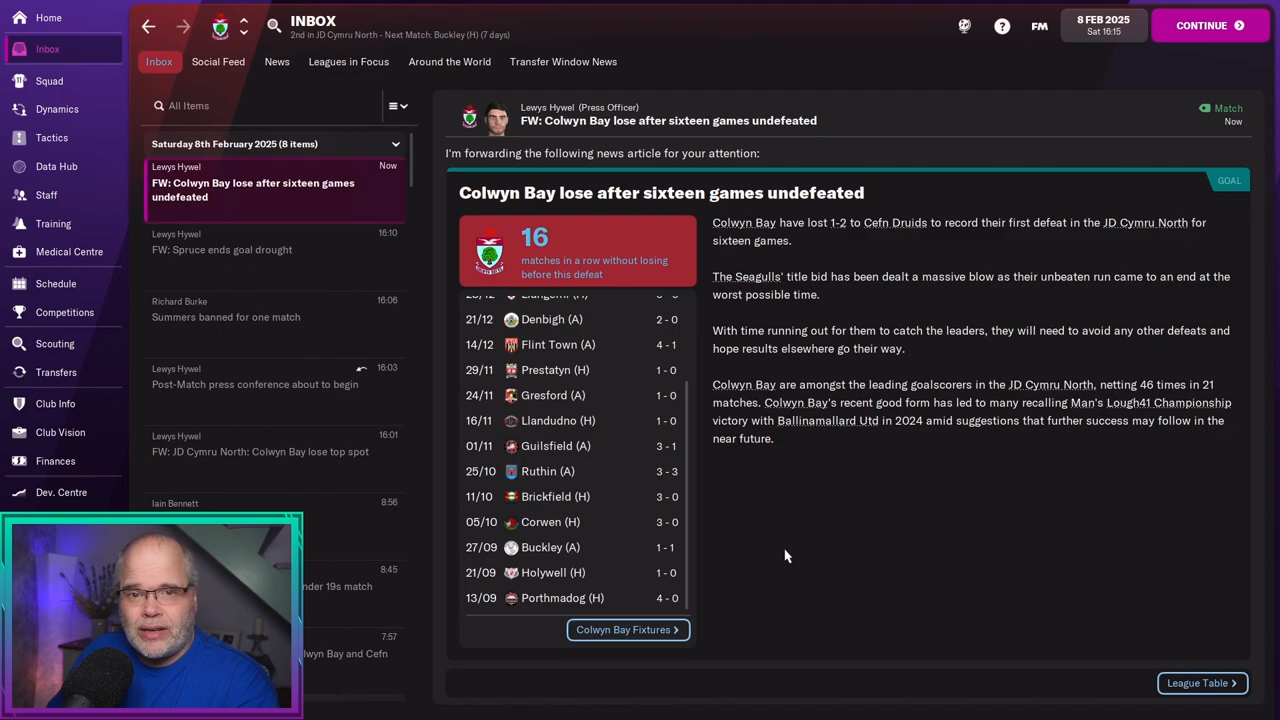 Home
Inbox
Squad
Dynamics
Tactics
Data Hub
Staff
Training
Medical Centre
Schedule
Competitions
Scouting
Transfers
Club Info
Club Vision
Finances
Dev. Centre
INBOX
2nd in JD Cymru North - Next Match: Buckley (H) (7 days)
FM
8 FEB 2025
Sat 16:15
CONTINUE
Inbox
Social Feed
News
Leagues in Focus
Around the World
Transfer Window News
All Items
Saturday 8th February 2025 (8 items)
Lewys Hywel Now
FW: Colwyn Bay lose after sixteen games
undefeated
Lewys Hywel 16:10
FW: Spruce ends goal drought
Richard Burke 16:06
Summers banned for one match
Lewys Hywel 16:03
Post-Match press conference about to begin
Lewys Hywel 16:01
FW: JD Cymru North: Colwyn Bay lose top spot
Iain Bennett 8:56
8:45
nder 19s match
7:57
lwyn Bay and Cefn
Lewys Hywel (Press Officer)
FW: Colwyn Bay lose after sixteen games undefeated
Match
Now
I'm forwarding the following news article for your attention:
GOAL
Colwyn Bay lose after sixteen games undefeated
16
matches in a row without losing
before this defeat
21/12 Denbigh (A) 2 - 0
14/12 Flint Town (A) 4 - 1
29/11 Prestatyn (H) 1 - 0
24/11 Gresford (A) 1 - 0
16/11 Llandudno (H) 1 - 0
01/11 Guilsfield (A) 3 - 1
25/10 Ruthin (A) 3 - 3
11/10 Brickfield (H) 3 - 0
05/10 Corwen (H) 3 - 0
27/09 Buckley (A) 1 - 1
21/09 Holywell (H) 1 - 0
13/09 Porthmadog (H) 4 - 0
Colwyn Bay Fixtures
Colwyn Bay have lost 1-2 to Cefn Druids to record their first defeat in the JD Cymru North for
sixteen games.
The Seagulls' title bid has been dealt a massive blow as their unbeaten run came to an end at the
worst possible time.
With time running out for them to catch the leaders, they will need to avoid any other defeats and
hope results elsewhere go their way.
Colwyn Bay are amongst the leading goalscorers in the JD Cymru North, netting 46 times in 21
matches. Colwyn Bay's recent good form has led to many recalling Man's Lough41 Championship
victory with Ballinamallard Utd in 2024 amid suggestions that further success may follow in the
near future.
League Table